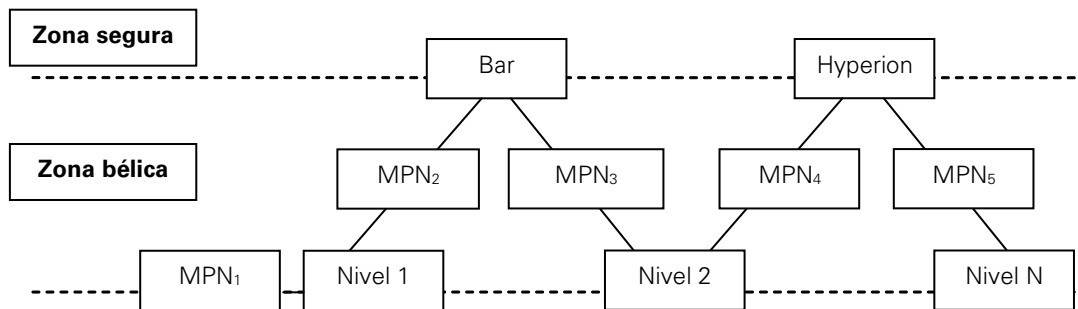 Zona segura
Bar
Hyperion
Zona bélica
MPN₂
MPN₃
MPN₄
MPN₅
MPN₁
Nivel 1
Nivel 2
Nivel N